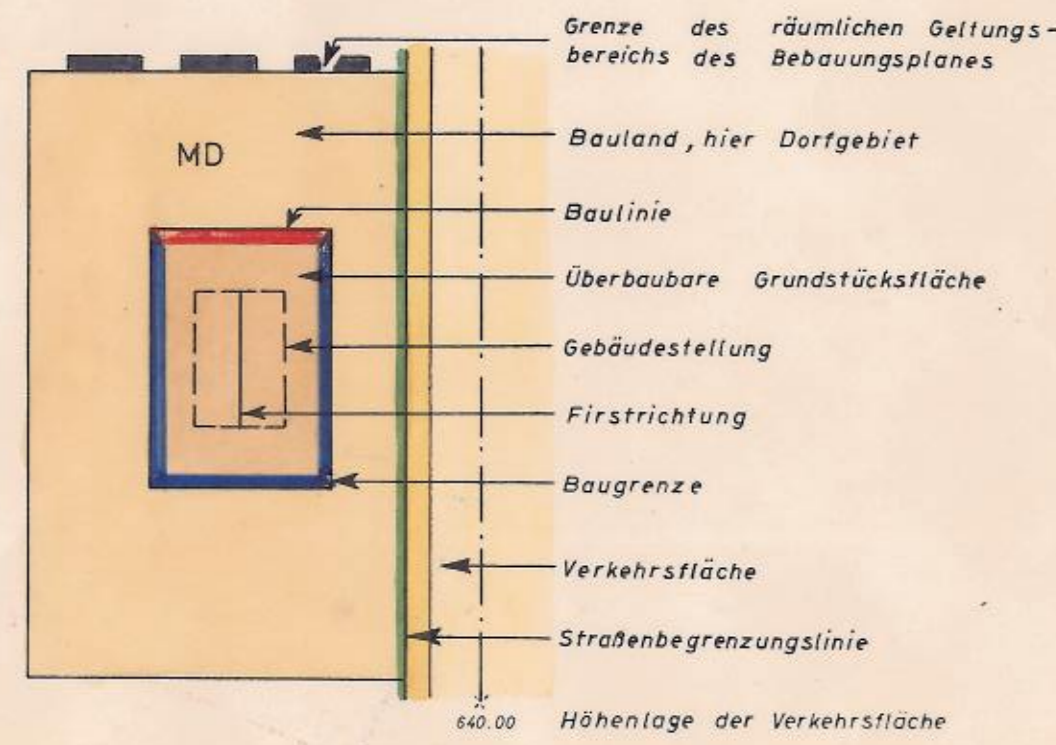 Grenze des räumlichen Geltungs-
bereichs des Bebauungsplanes
Bauland, hier Dorfgebiet
MD
Baulinie
Überbaubare Grundstücksfläche
Gebäudestellung
Firstrichtung
Baugrenze
Verkehrsfläche
Straßenbegrenzungslinie
640.00 Höhenlage der Verkehrsfläche